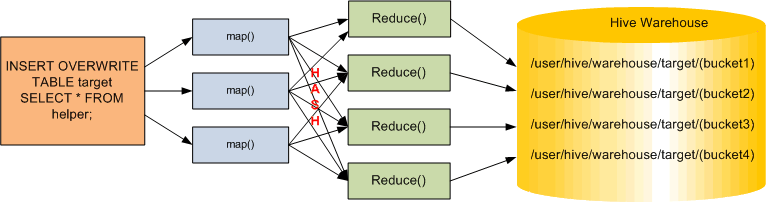 INSERT OVERWRITE
TABLE target
SELECT * FROM
helper;
map()
map()
map()
H
A
S
H
Reduce()
Reduce()
Reduce()
Reduce()
Hive Warehouse
/user/hive/warehouse/target/(bucket1)
/user/hive/warehouse/target/(bucket2)
/user/hive/warehouse/target/(bucket3)
/user/hive/warehouse/target/(bucket4)